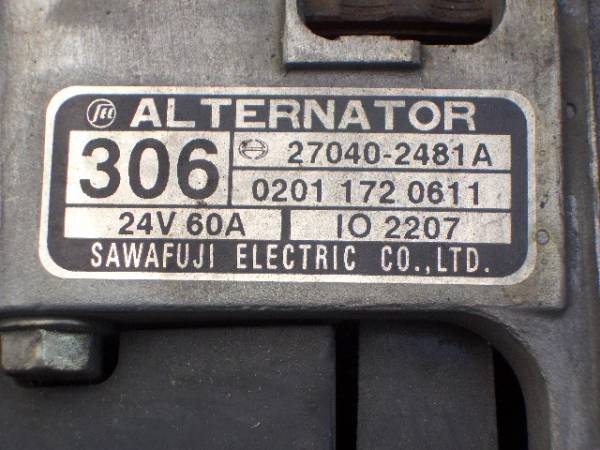 ALTERNATOR
306
27040-2481A
0201 172 0611
24V 60A IO 2207
SAWAFUJI ELECTRIC CO.,LTD.